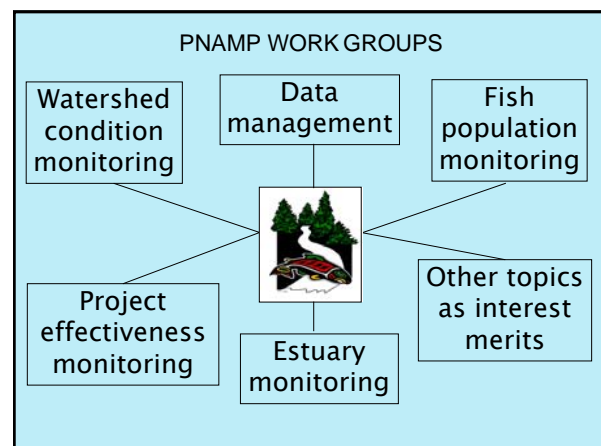 PNAMP WORK GROUPS
Watershed
condition
monitoring
Data
management
Fish
population
monitoring
Project
effectiveness
monitoring
Estuary
monitoring
Other topics
as interest
merits